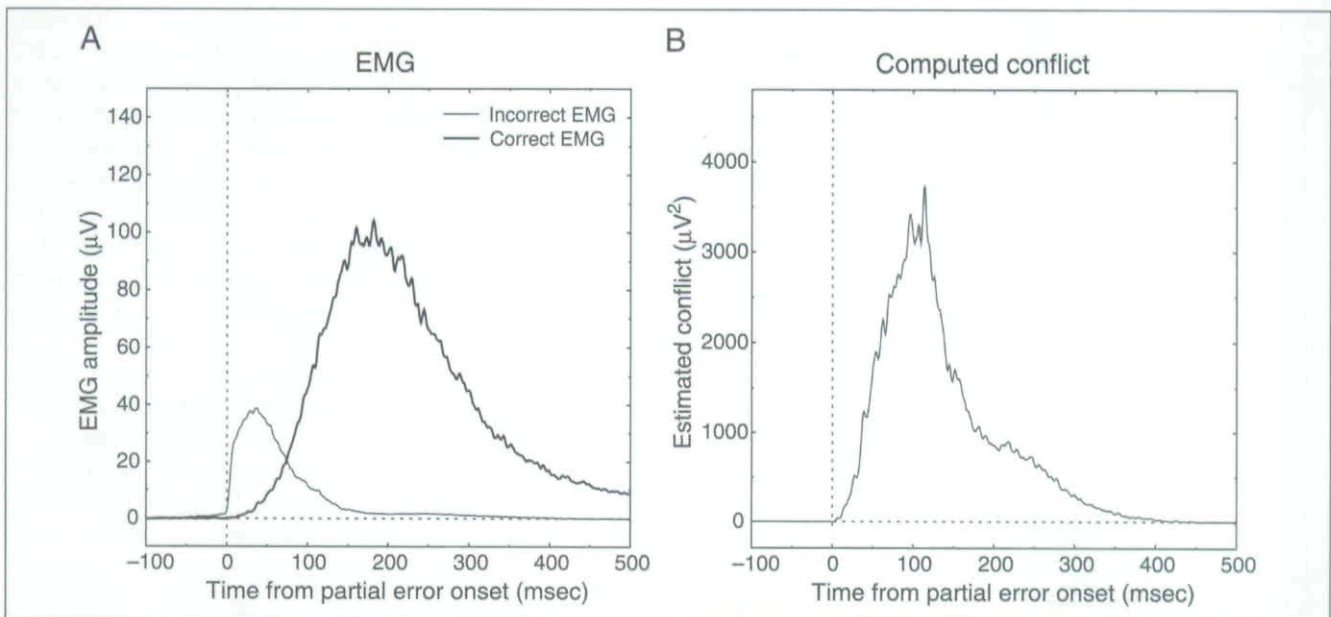 A
EMG
140
120
100
80
60
40
20
0
EMG amplitude (μV)
Incorrect EMG
Correct EMG
−100 0 100 200 300 400 500
Time from partial error onset (msec)
B
Computed conflict
4000
3000
2000
1000
0
Estimated conflict (μV²)
−100 0 100 200 300 400 500
Time from partial error onset (msec)